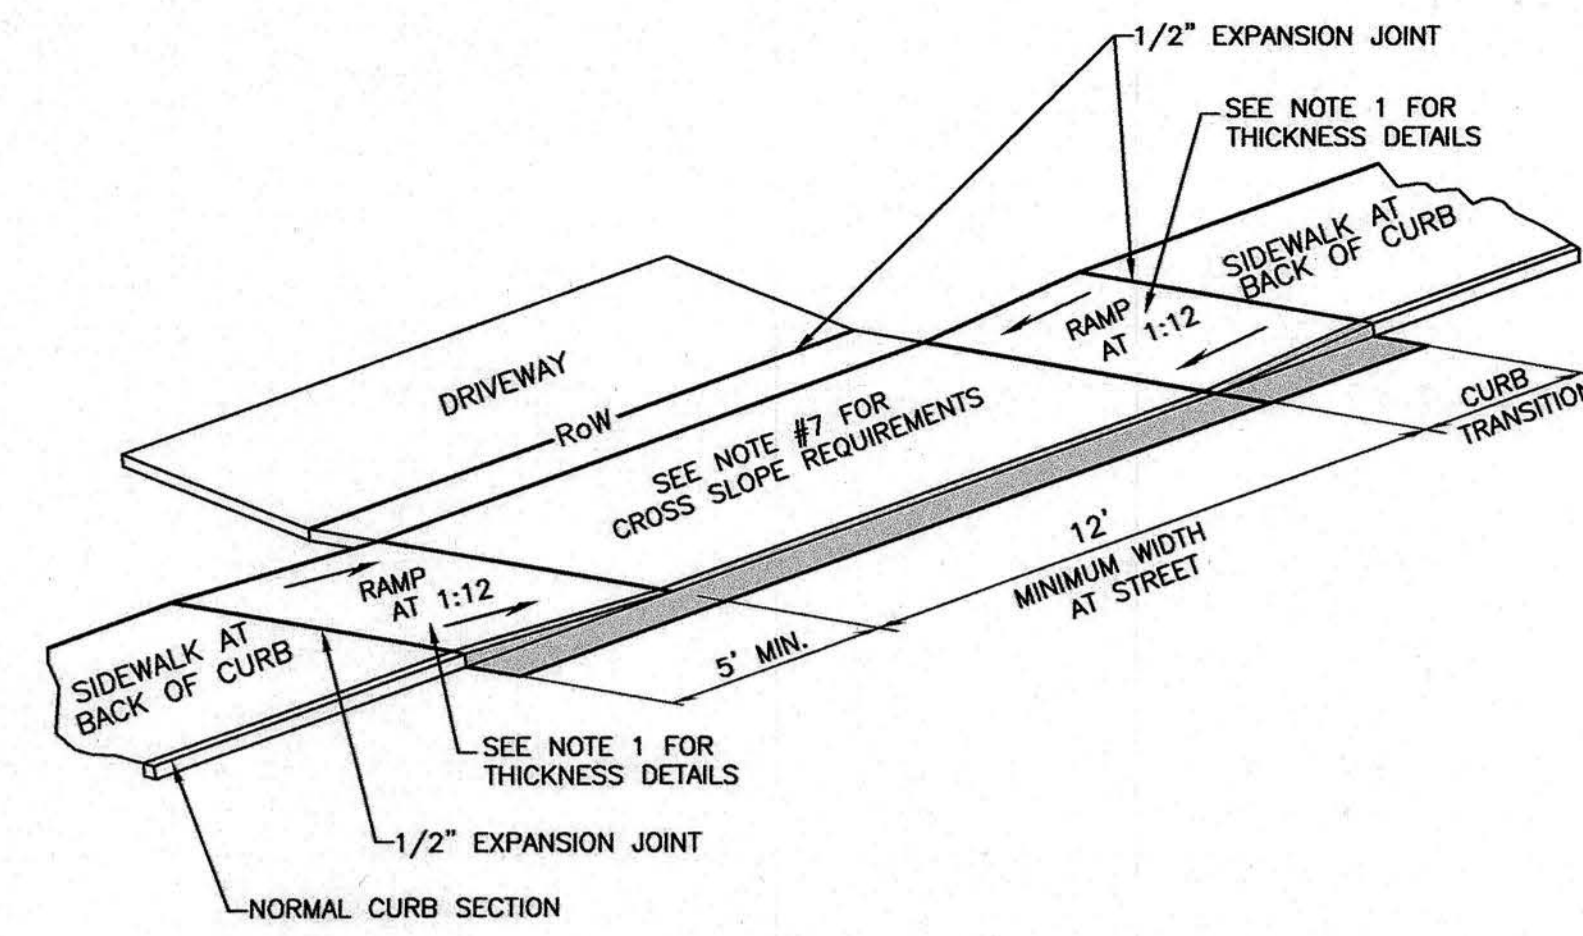 1/2" EXPANSION JOINT
SEE NOTE 1 FOR
THICKNESS DETAILS
SIDEWALK AT
BACK OF CURB
RAMP
AT 1:12
DRIVEWAY
RoW
SEE NOTE #7 FOR
CROSS SLOPE REQUIREMENTS
CURB
TRANSITION
12'
MINIMUM WIDTH
AT STREET
5' MIN.
RAMP
AT 1:12
SIDEWALK AT
BACK OF CURB
SEE NOTE 1 FOR
THICKNESS DETAILS
1/2" EXPANSION JOINT
NORMAL CURB SECTION